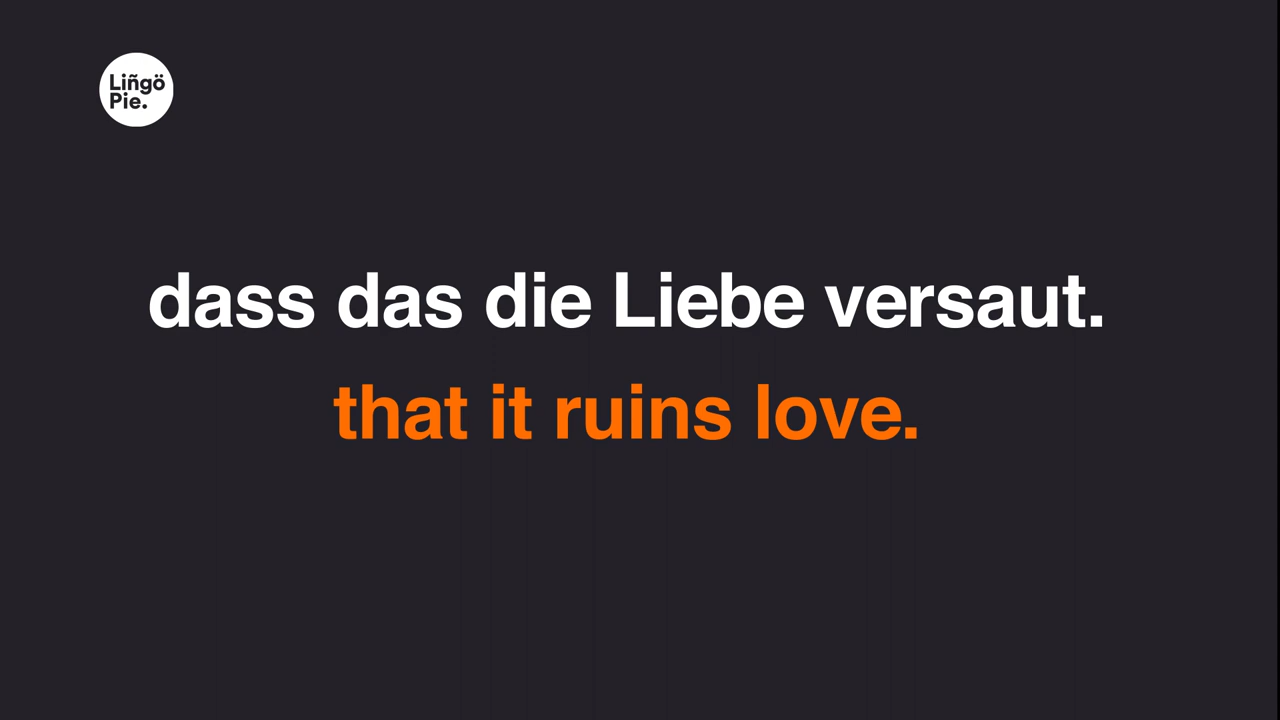 Liñgö
Pie.
dass das die Liebe versaut.
that it ruins love.